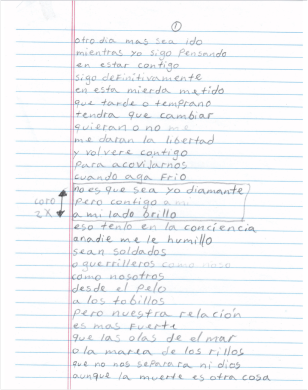 ①
otro dia mas sea ido
mientras yo sigo Pensando
en estar contigo
sigo definitivamente
en esta mierda metido
que tande o temprano
tendra que cambiar
quieran o no me
me daran la libertad
y volvere contigo
para acovijarnos
cuando aga Frio
no es que sea yo diamante
coro 2X
pero contigo a mi
a mi lado brillo
eso tenlo en la conciencia
anadie me le humillo
sean soldados
o guerrilleros como
como nosotros
desde el pelo
a los tobillos
pero nuestra relación
es mas fuerte
que las olas de el mar
o la marea de los rillos
que no nos separara ni dios
aunque la muerte es otra cosa